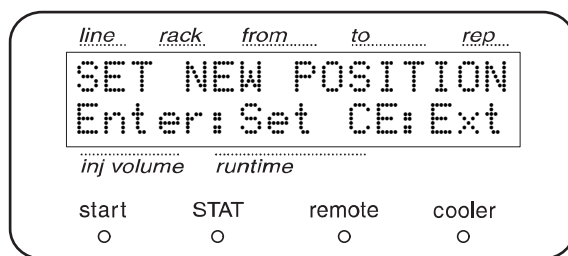 line rack from to rep
SET NEW POSITION
Enter: Set CE: Ext
inj volume runtime
start STAT remote cooler